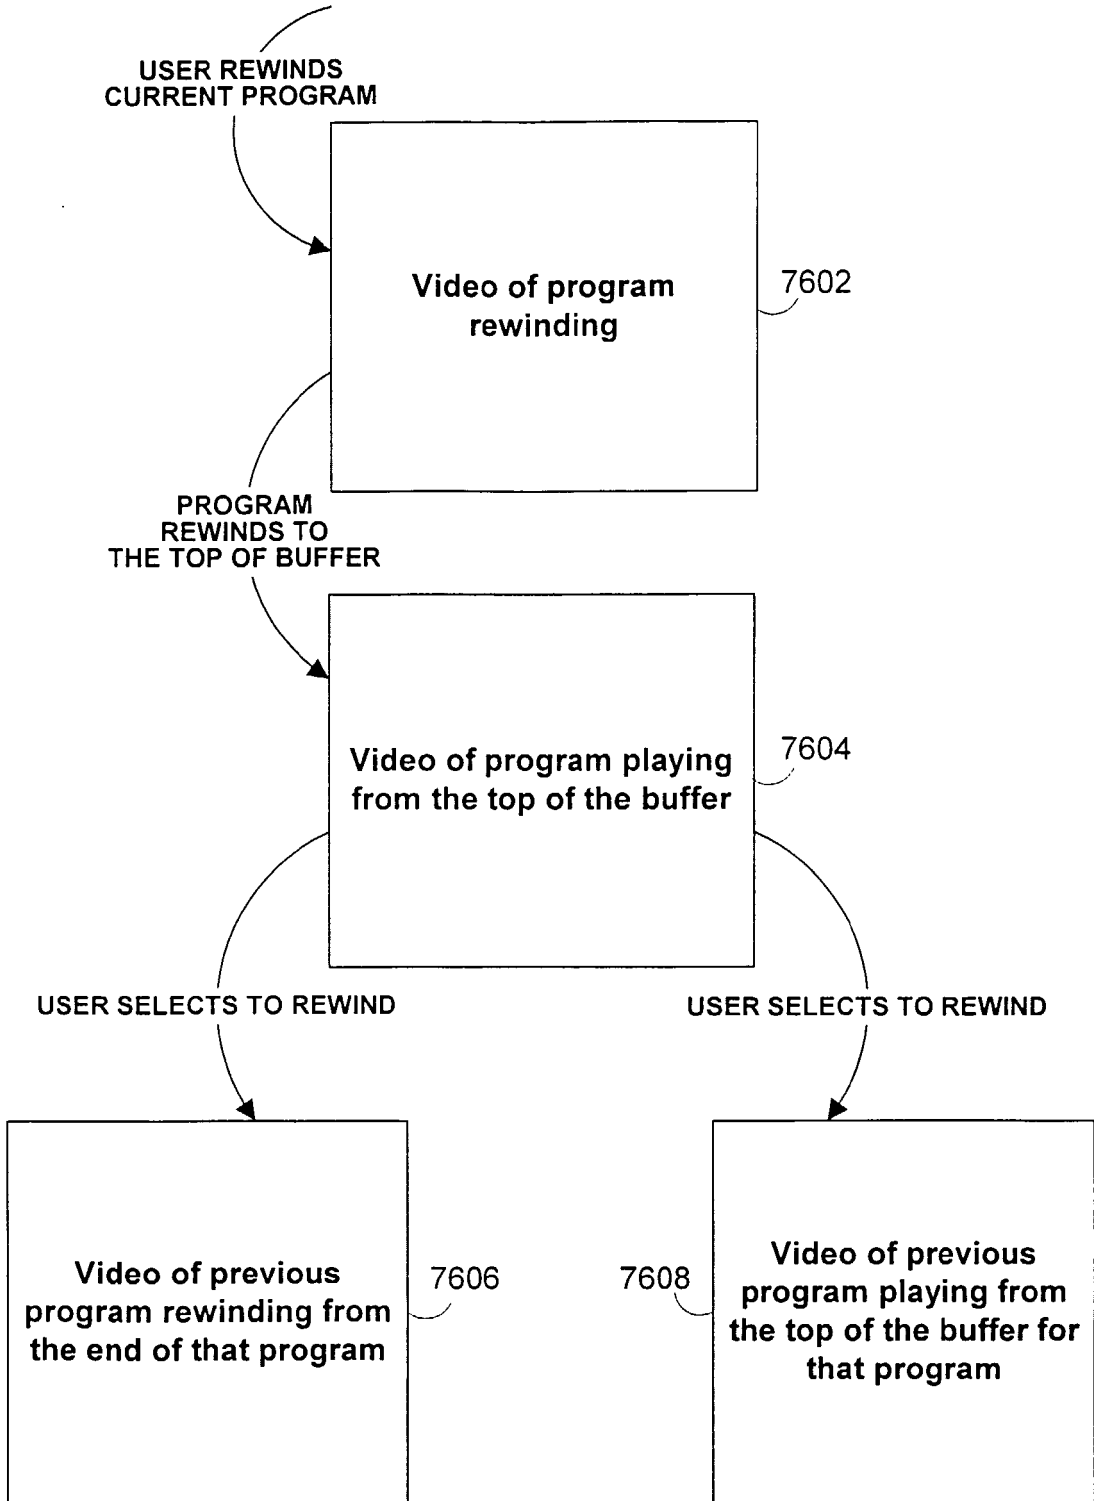 USER REWINDS
CURRENT PROGRAM
Video of program
rewinding
7602
PROGRAM
REWINDS TO
THE TOP OF BUFFER
Video of program playing
from the top of the buffer
7604
USER SELECTS TO REWIND
USER SELECTS TO REWIND
Video of previous
program rewinding from
the end of that program
7606
7608
Video of previous
program playing from
the top of the buffer for
that program